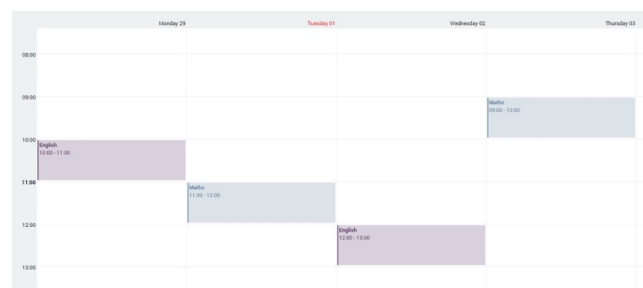 Monday 29
Tuesday 01
Wednesday 02
Thursday 03
08:00
09:00
Maths
09:00 - 10:00
10:00
English
10:00 - 11:00
11:00
Maths
11:00 - 12:00
12:00
English
12:00 - 13:00
13:00